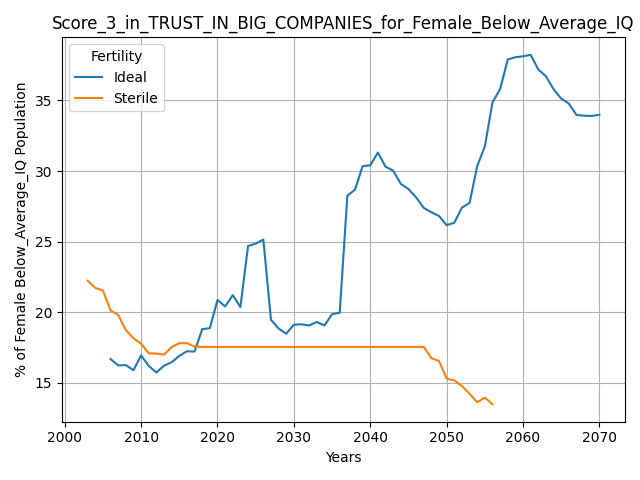 Score_3_in_TRUST_IN_BIG_COMPANIES_for_Female_Below_Average_IQ
Fertility
Ideal
Sterile
% of Female Below_Average_IQ Population
35
30
25
20
15
2000 2010 2020 2030 2040 2050 2060 2070
Years